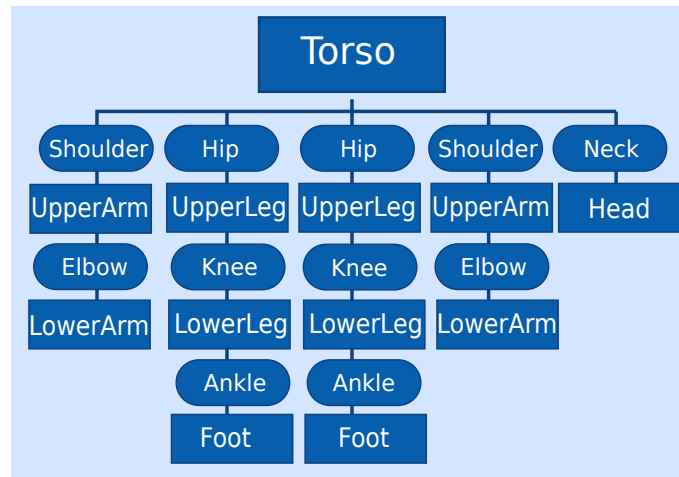 Torso
Shoulder Hip Hip Shoulder Neck
UpperArm UpperLeg UpperLeg UpperArm Head
Elbow Knee Knee Elbow
LowerArm LowerLeg LowerLeg LowerArm
Ankle Ankle
Foot Foot